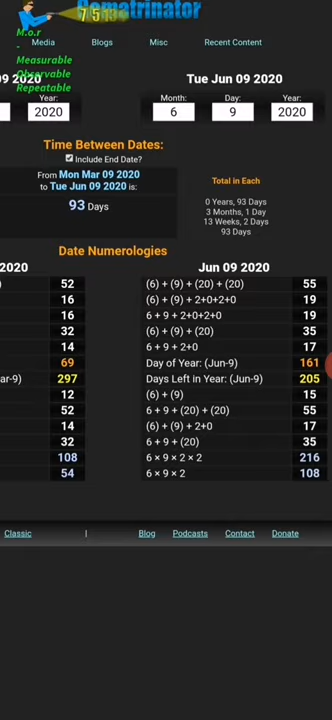 Gematrinator
M.o.r
-
Measurable
Observable
Repeatable
Media Blogs Misc Recent Content
09 2020
Tue Jun 09 2020
Year: Month: Day: Year:
2020 6 9 2020
Time Between Dates:
Include End Date?
From Mon Mar 09 2020
to Tue Jun 09 2020 is:
93 Days
Total in Each
0 Years, 93 Days
3 Months, 1 Day
13 Weeks, 2 Days
93 Days
Date Numerologies
2020
52
16
16
32
14
69
ar-9) 297
12
52
14
32
108
54
Jun 09 2020
(6) + (9) + (20) + (20) 55
(6) + (9) + 2+0+2+0 19
6 + 9 + 2+0+2+0 19
(6) + (9) + (20) 35
6 + 9 + 2+0 17
Day of Year: (Jun-9) 161
Days Left in Year: (Jun-9) 205
(6) + (9) 15
6 + 9 + (20) + (20) 55
(6) + (9) + 2+0 17
6 + 9 + (20) 35
6 × 9 × 2 × 2 216
6 × 9 × 2 108
Classic | Blog Podcasts Contact Donate